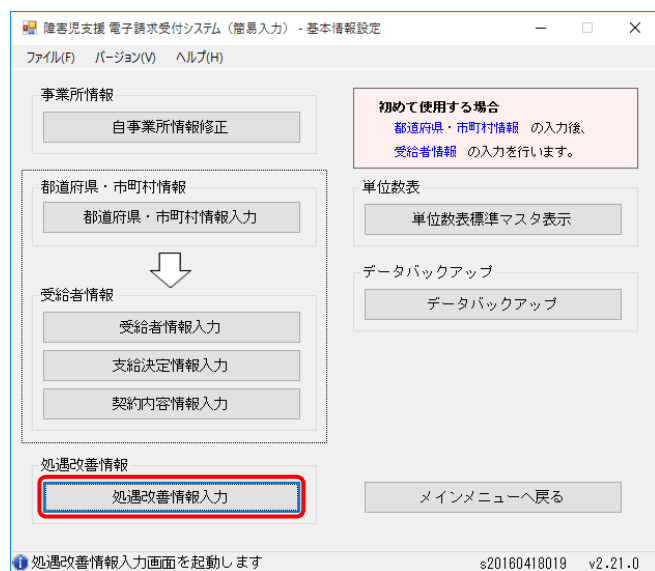 障害児支援 電子請求受付システム（簡易入力） - 基本情報設定
ファイル(F) バージョン(V) ヘルプ(H)
事業所情報
自事業所情報修正
初めて使用する場合
都道府県・市町村情報 の入力後、
受給者情報 の入力を行います。
都道府県・市町村情報
都道府県・市町村情報入力
単位数表
単位数表標準マスタ表示
データバックアップ
データバックアップ
受給者情報
受給者情報入力
支給決定情報入力
契約内容情報入力
処遇改善情報
処遇改善情報入力
メインメニューへ戻る
処遇改善情報入力画面を起動します s20160418019 v2.21.0